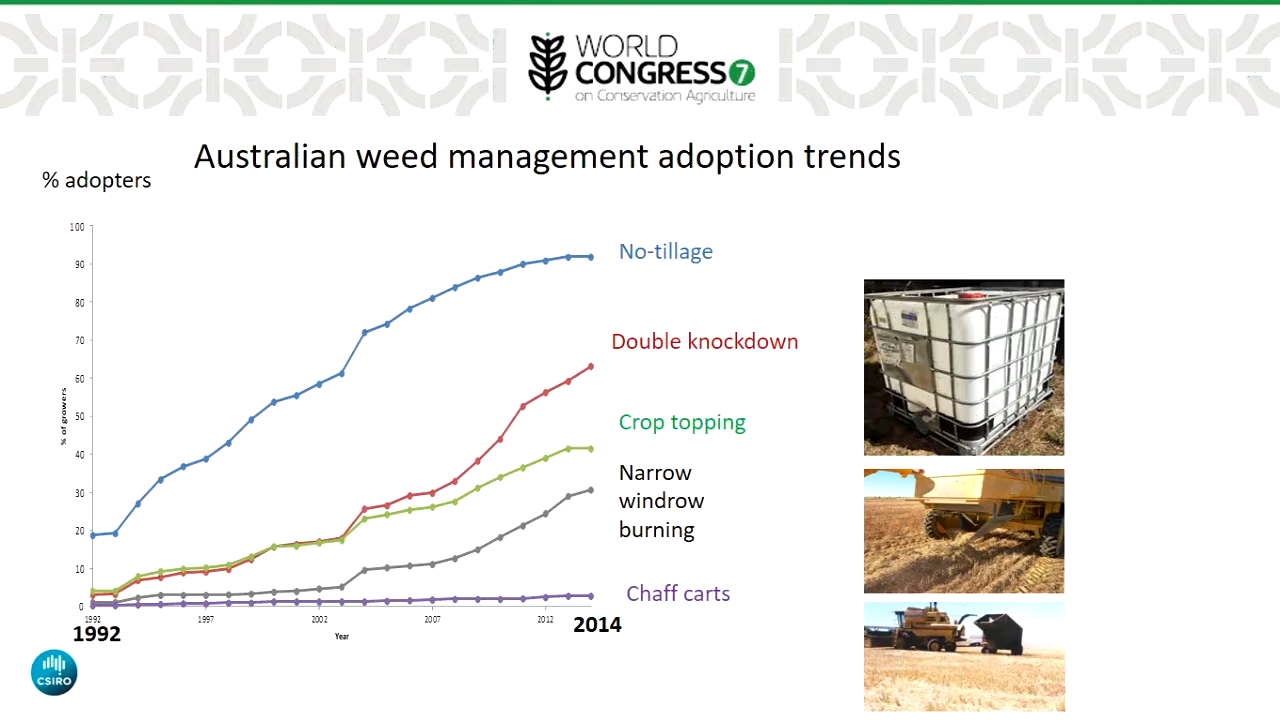 WORLD
CONGRESS 7
on Conservation Agriculture
Australian weed management adoption trends
% adopters
100
90
80
70
60
50
40
30
20
10
0
% of growers
1992
1997
2002
2007
2012
Year
1992
2014
No-tillage
Double knockdown
Crop topping
Narrow
windrow
burning
Chaff carts
CSIRO